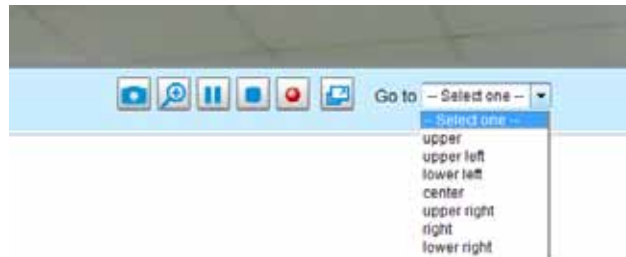 Go to -- Select one --
-- Select one --
upper
upper left
lower left
center
upper right
right
lower right